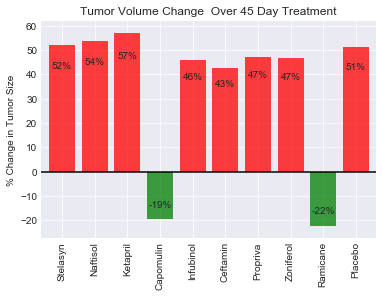 Tumor Volume Change  Over 45 Day Treatment
% Change in Tumor Size
60
50
40
30
20
10
0
−10
−20
52%
54%
57%
-19%
46%
43%
47%
47%
-22%
51%
Stelasyn
Naftisol
Ketapril
Capomulin
Infubinol
Ceftamin
Propriva
Zoniferol
Ramicane
Placebo